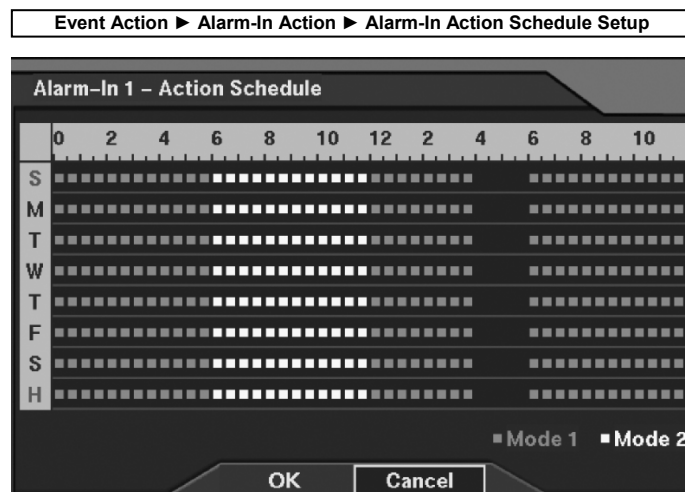 Event Action ► Alarm-In Action ► Alarm-In Action Schedule Setup
Alarm-In 1 - Action Schedule
0 2 4 6 8 10 12 2 4 6 8 10
S
M
T
W
T
F
S
H
Mode 1 Mode 2
OK Cancel